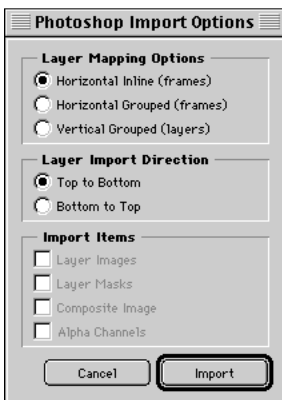 Photoshop Import Options
Layer Mapping Options
Horizontal Inline (frames)
Horizontal Grouped (frames)
Vertical Grouped (layers)
Layer Import Direction
Top to Bottom
Bottom to Top
Import Items
Layer Images
Layer Masks
Composite Image
Alpha Channels
Cancel Import